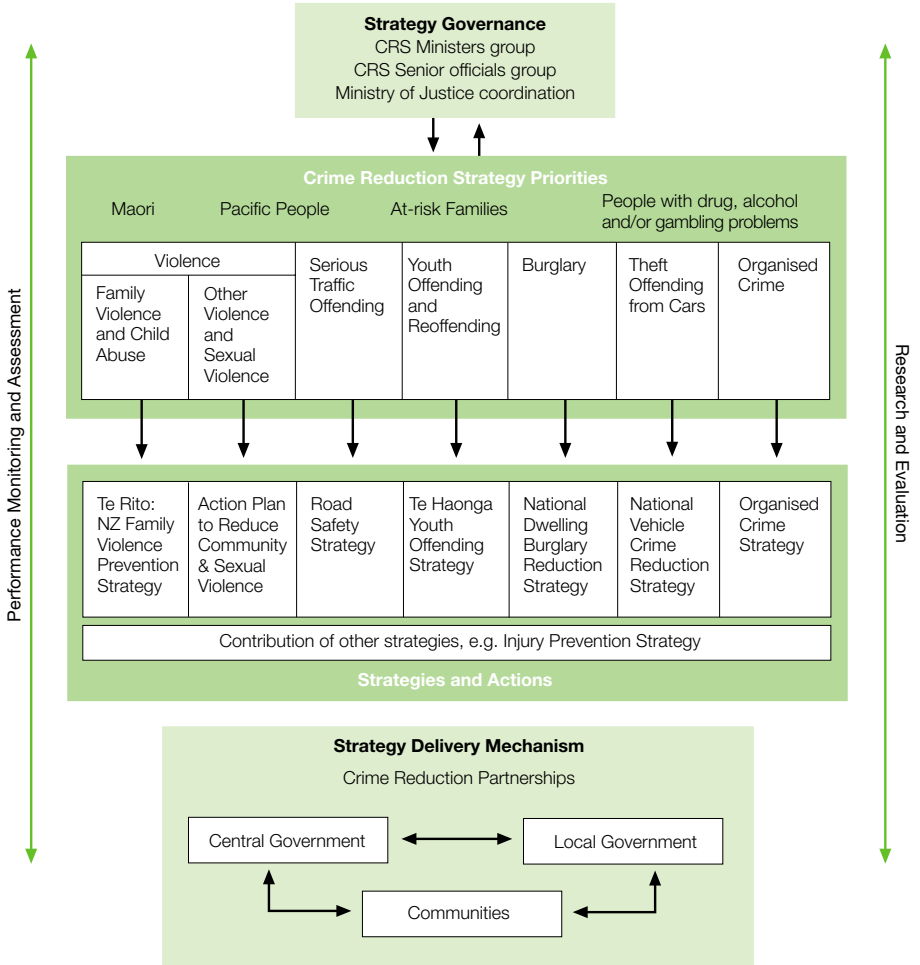 Strategy Governance
CRS Ministers group
CRS Senior officials group
Ministry of Justice coordination
Performance Monitoring and Assessment
Research and Evaluation
Crime Reduction Strategy Priorities
Maori
Pacific People
At-risk Families
People with drug, alcohol
and/or gambling problems
Violence
Family
Violence
and Child
Abuse
Other
Violence
and
Sexual
Violence
Serious
Traffic
Offending
Youth
Offending
and
Reoffending
Burglary
Theft
Offending
from Cars
Organised
Crime
Te Rito:
NZ Family
Violence
Prevention
Strategy
Action Plan
to Reduce
Community
& Sexual
Violence
Road
Safety
Strategy
Te Haonga
Youth
Offending
Strategy
National
Dwelling
Burglary
Reduction
Strategy
National
Vehicle
Crime
Reduction
Strategy
Organised
Crime
Strategy
Contribution of other strategies, e.g. Injury Prevention Strategy
Strategies and Actions
Strategy Delivery Mechanism
Crime Reduction Partnerships
Central Government
Local Government
Communities